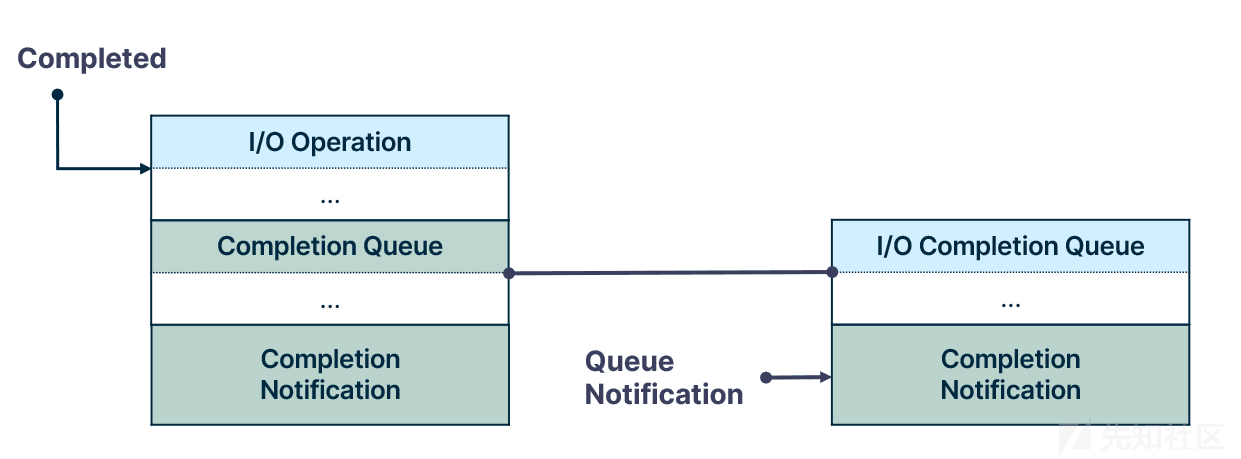 Completed
I/O Operation
...
Completion Queue
...
Completion
Notification
I/O Completion Queue
...
Queue
Notification
Completion
Notification
先知社区